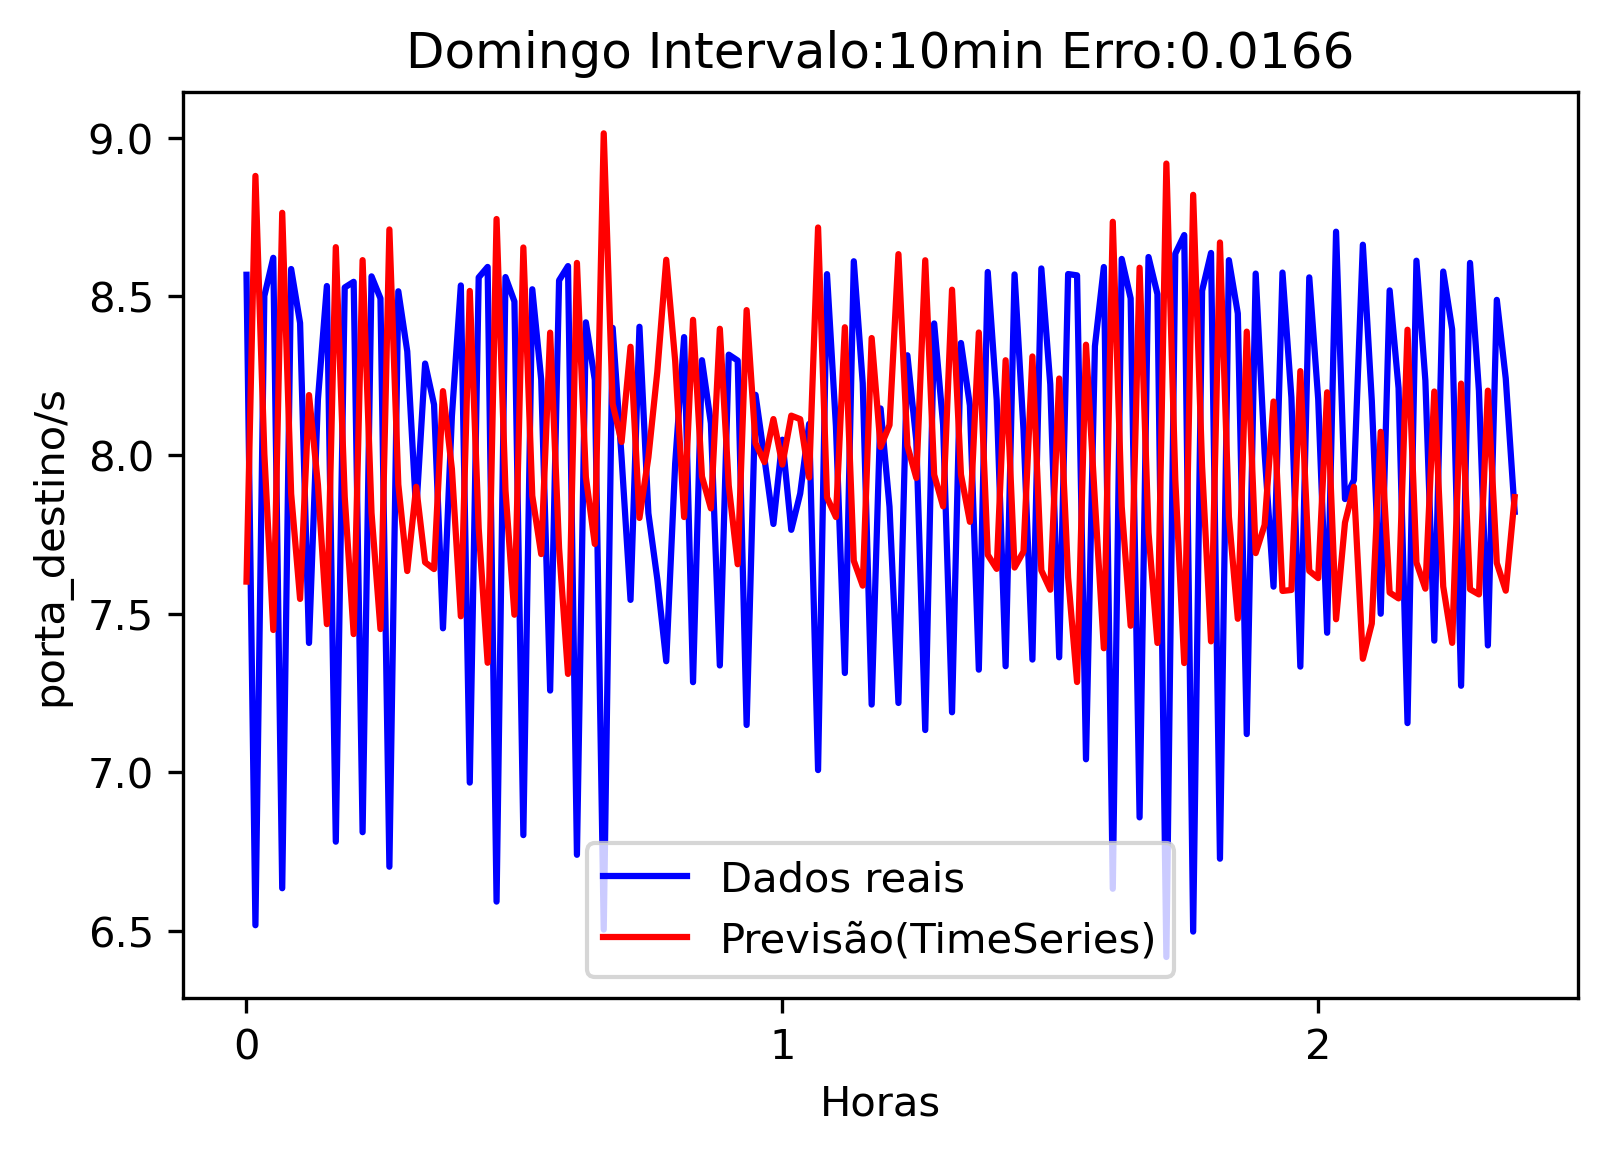 Domingo Intervalo:10min Erro:0.0166
porta_destino/s
9.0
8.5
8.0
7.5
7.0
6.5
Dados reais
Previsão(TimeSeries)
0 1 2
Horas